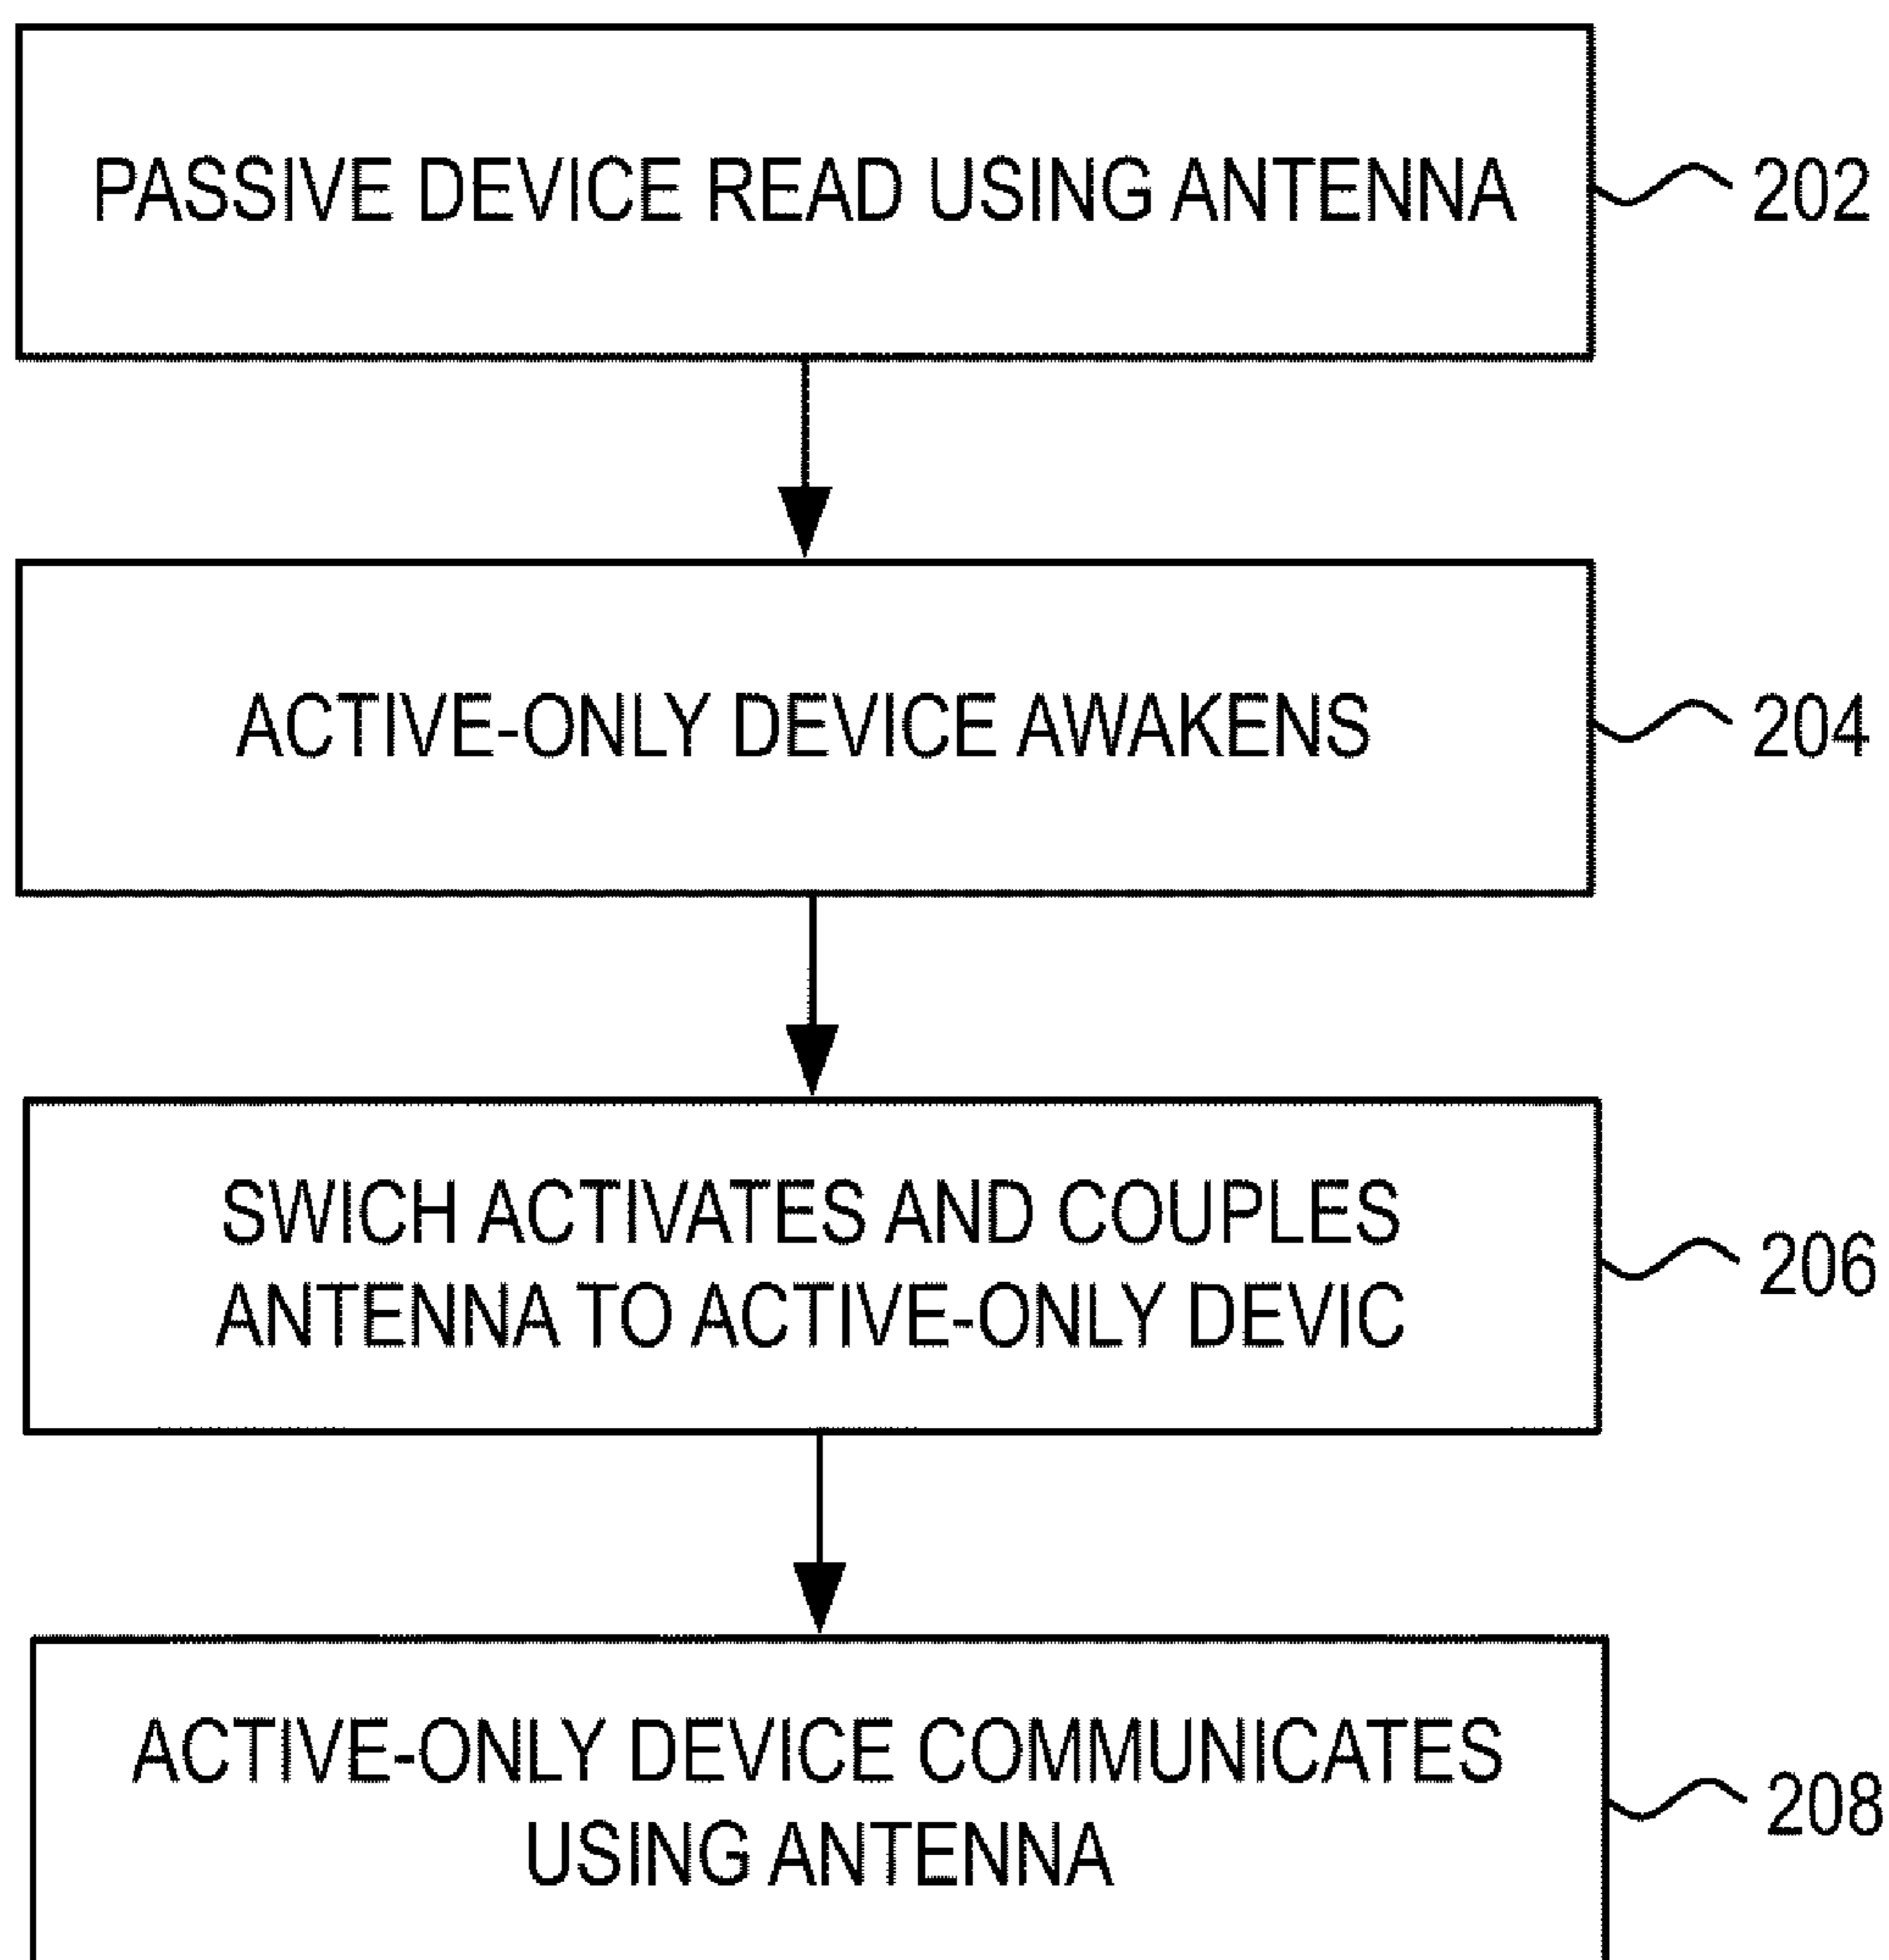 PASSIVE DEVICE READ USING ANTENNA
202
ACTIVE-ONLY DEVICE AWAKENS
204
SWICH ACTIVATES AND COUPLES
ANTENNA TO ACTIVE-ONLY DEVIC
206
ACTIVE-ONLY DEVICE COMMUNICATES
USING ANTENNA
208